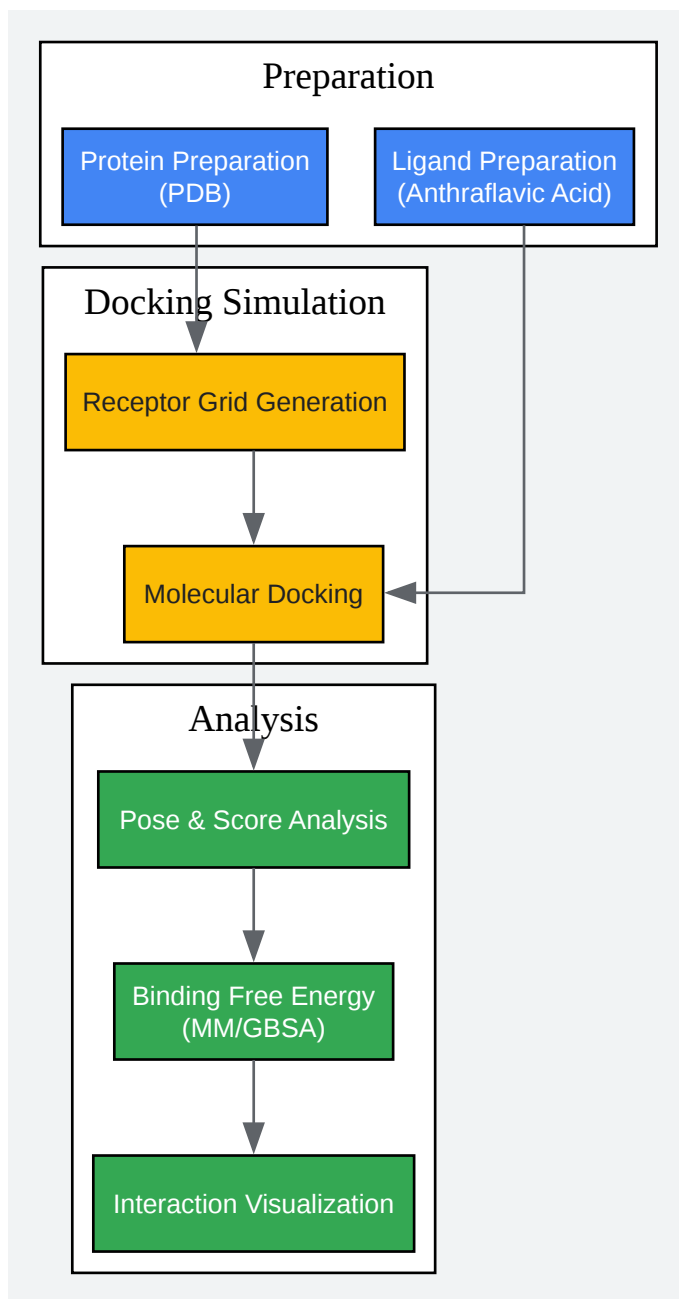 Preparation
Protein Preparation
(PDB)
Ligand Preparation
(Anthraflavic Acid)
Docking Simulation
Receptor Grid Generation
Molecular Docking
Analysis
Pose & Score Analysis
Binding Free Energy
(MM/GBSA)
Interaction Visualization